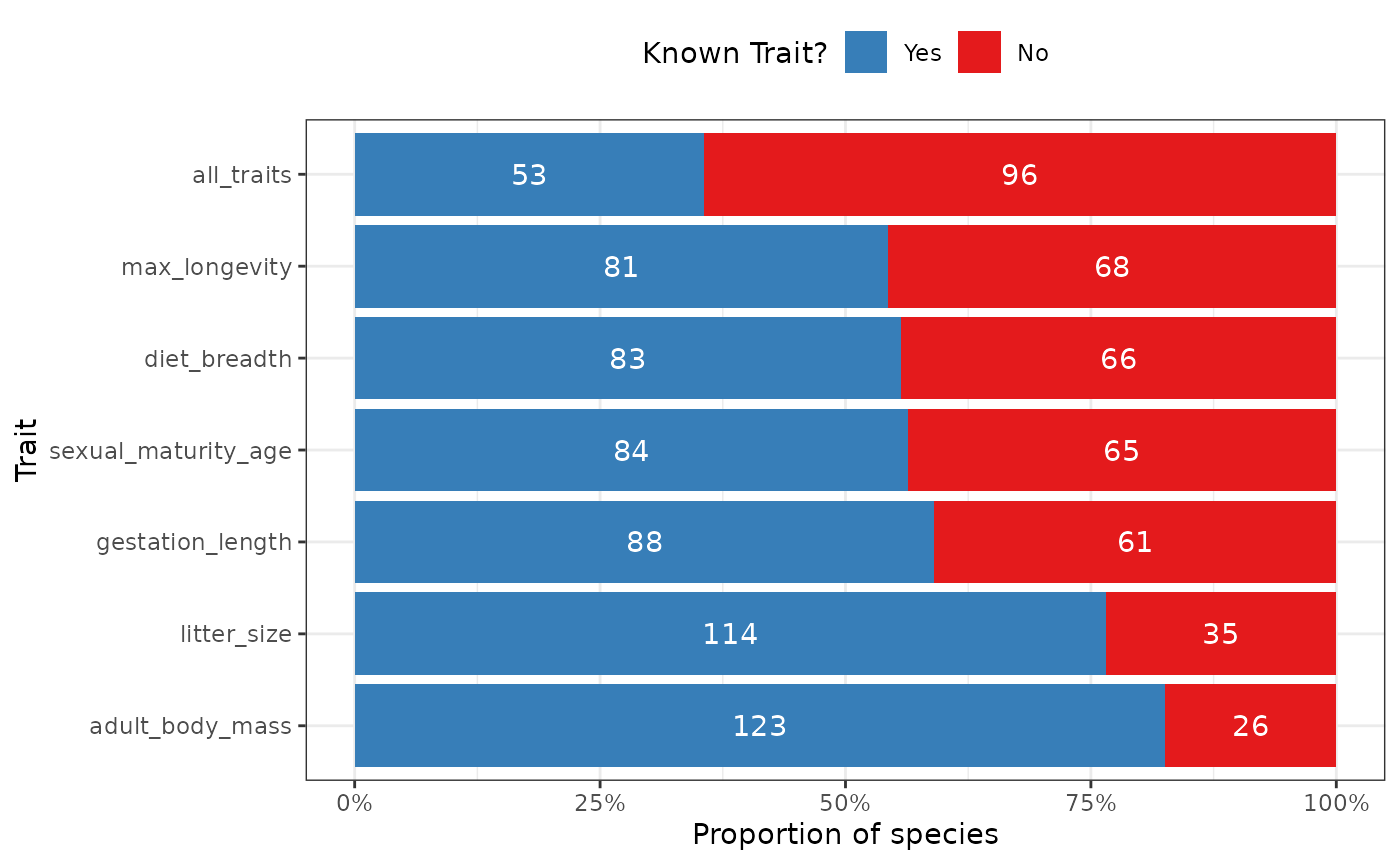 Known Trait? Yes No
all_traits 53 96
max_longevity 81 68
diet_breadth 83 66
sexual_maturity_age 84 65
gestation_length 88 61
litter_size 114 35
adult_body_mass 123 26
Trait
0% 25% 50% 75% 100%
Proportion of species